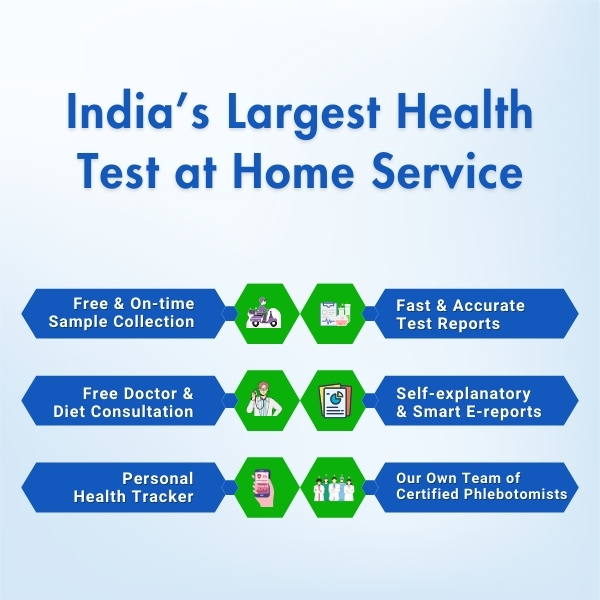 India's Largest Health
Test at Home Service
Free & On-time
Sample Collection
Fast & Accurate
Test Reports
Free Doctor &
Diet Consultation
Self-explanatory
& Smart E-reports
Personal
Health Tracker
Our Own Team of
Certified Phlebotomists